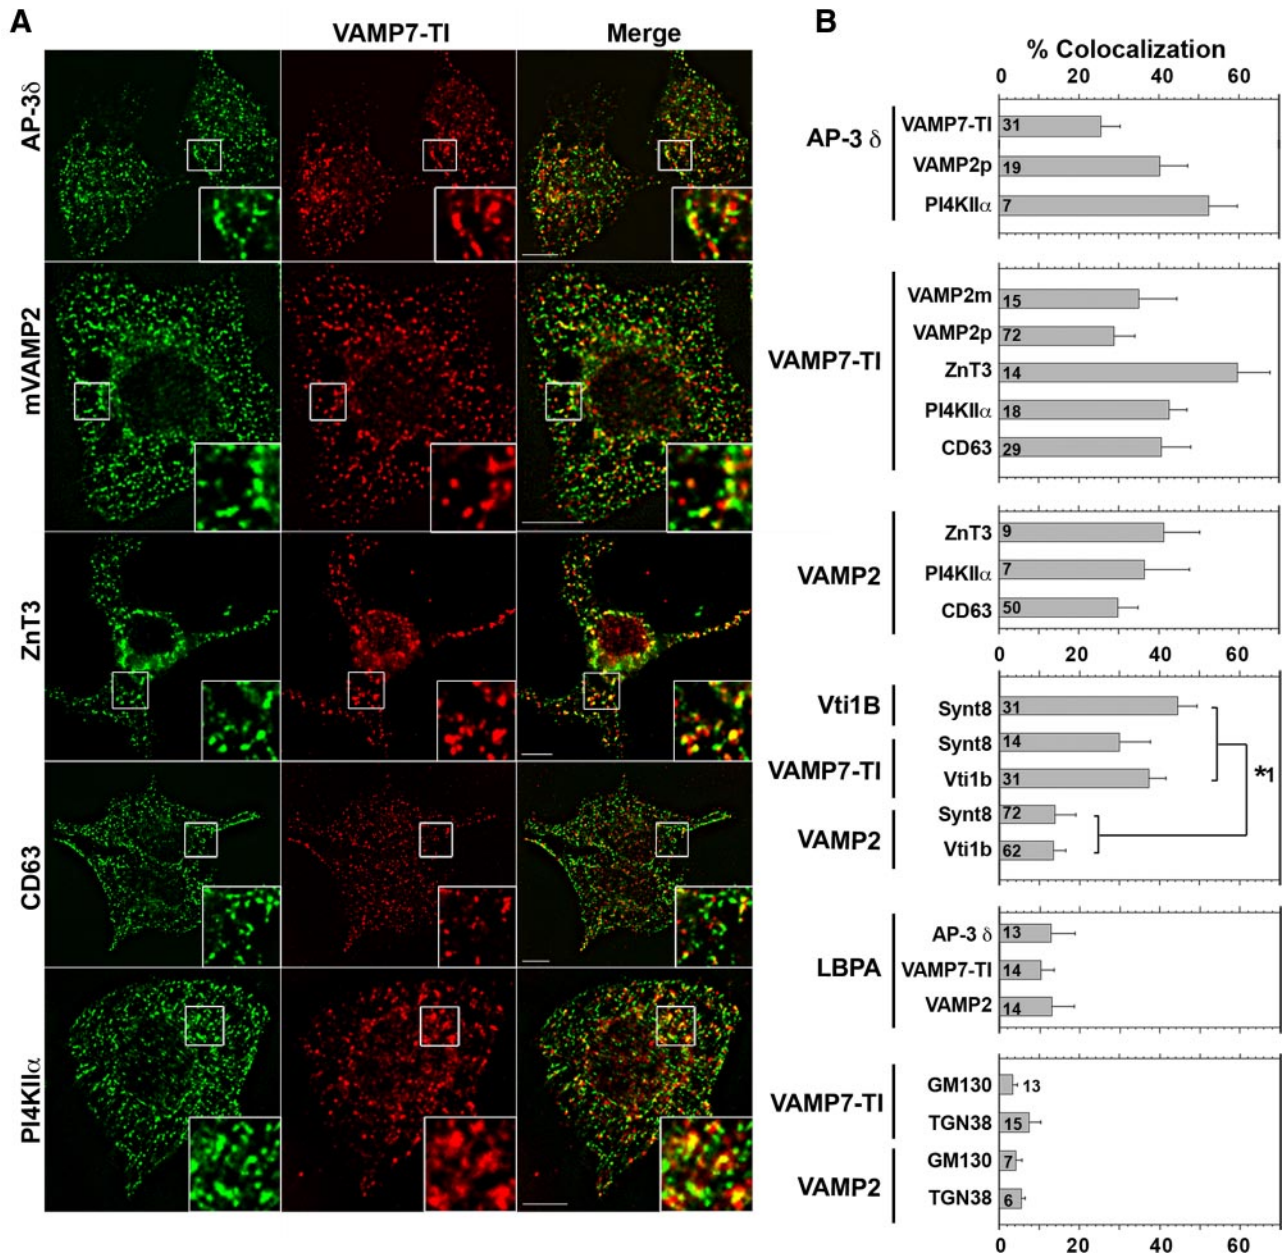 A
VAMP7-TI
Merge
AP-3δ
mVAMP2
ZnT3
CD63
PI4KIIα
B
% Colocalization
0 20 40 60
AP-3 δ
VAMP7-TI 31
VAMP2p 19
PI4KIIα 7
VAMP7-TI
VAMP2m 15
VAMP2p 72
ZnT3 14
PI4KIIα 18
CD63 29
VAMP2
ZnT3 9
PI4KIIα 7
CD63 50
0 20 40 60
Vti1B
Synt8 31
VAMP7-TI
Synt8 14
Vti1b 31
VAMP2
Synt8 72
Vti1b 62
*1
LBPA
AP-3 δ 13
VAMP7-TI 14
VAMP2 14
VAMP7-TI
GM130 13
TGN38 15
VAMP2
GM130 7
TGN38 6
0 20 40 60